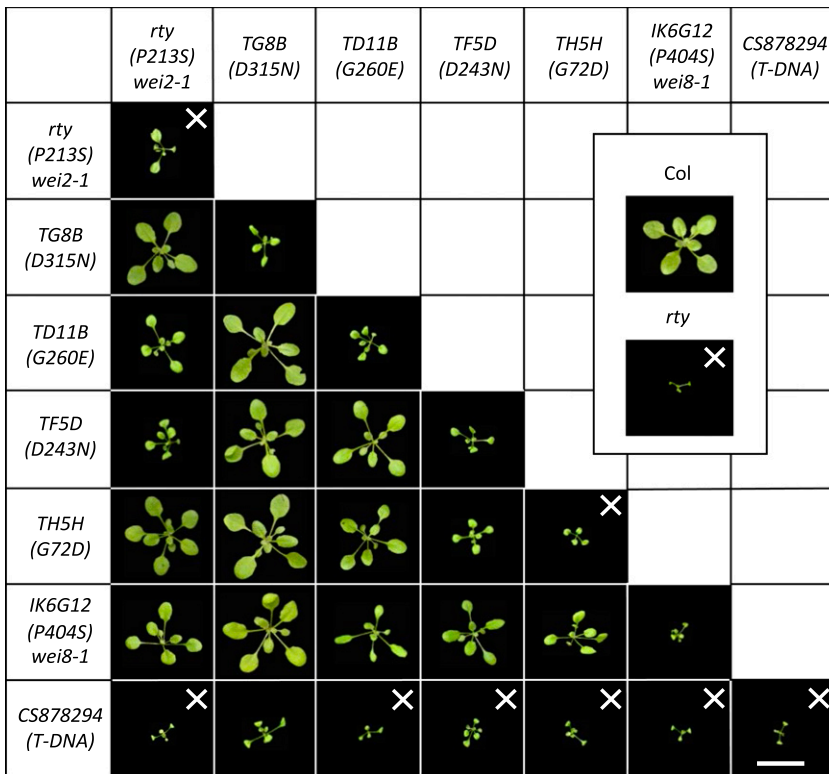 rty
(P213S)
wei2-1
TG8B
(D315N)
TD11B
(G260E)
TF5D
(D243N)
TH5H
(G72D)
IK6G12
(P404S)
wei8-1
CS878294
(T-DNA)
rty
(P213S)
wei2-1
Col
TG8B
(D315N)
rty
TD11B
(G260E)
TF5D
(D243N)
TH5H
(G72D)
IK6G12
(P404S)
wei8-1
CS878294
(T-DNA)